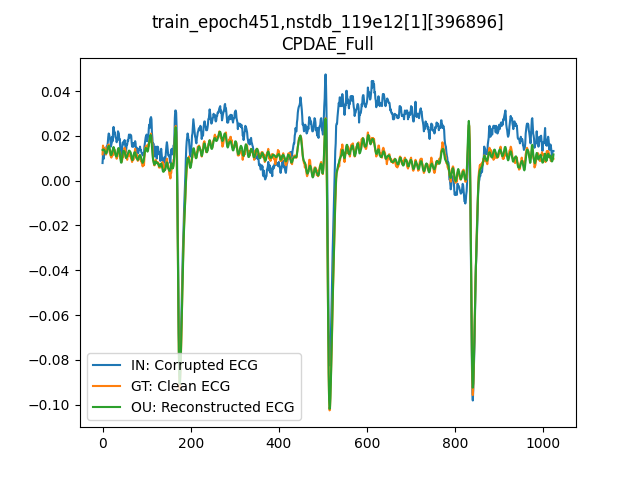 train_epoch451,nstdb_119e12[1][396896]
CPDAE_Full
0.04
0.02
0.00
−0.02
−0.04
−0.06
−0.08
−0.10
IN: Corrupted ECG
GT: Clean ECG
OU: Reconstructed ECG
0 200 400 600 800 1000